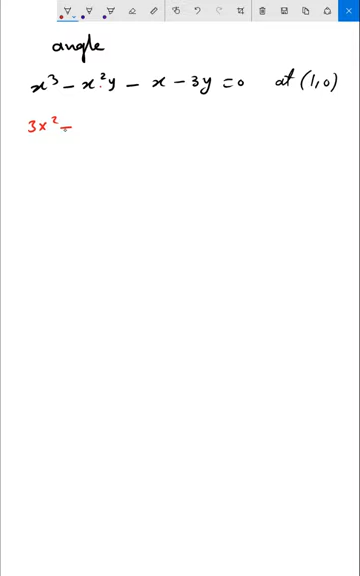 angle
x³ - x²y - x - 3y = 0 at (1,0)
3x² -